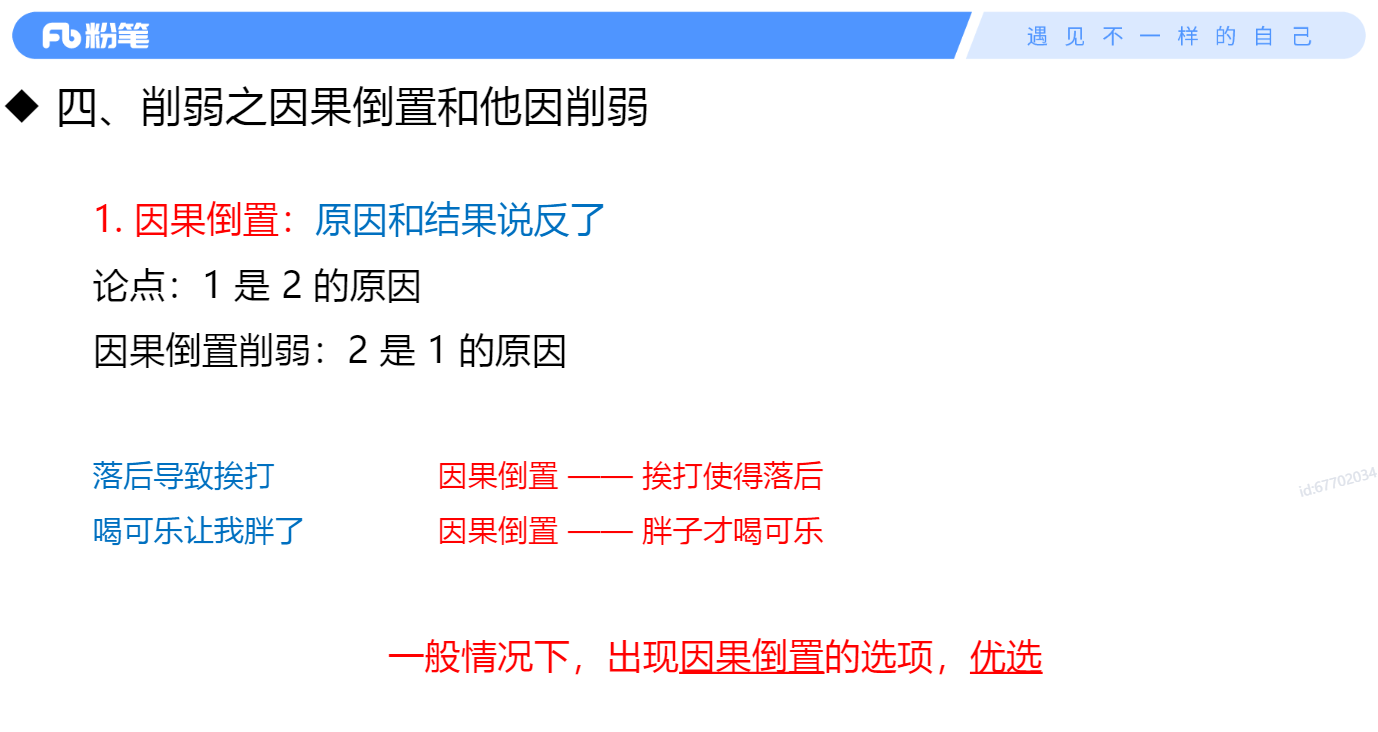 Fb粉笔
遇见不一样的自己
◆ 四、削弱之因果倒置和他因削弱
1. 因果倒置：原因和结果说反了
论点：1 是 2 的原因
因果倒置削弱：2 是 1 的原因
落后导致挨打 因果倒置 —— 挨打使得落后
id:67702034
喝可乐让我胖了 因果倒置 —— 胖子才喝可乐
一般情况下，出现因果倒置的选项，优选